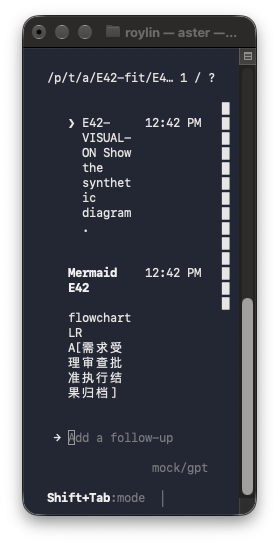 roylin — aster —...
/p/t/a/E42-fit/E4… 1 / ?
❯ E42- 12:42 PM
VISUAL-
ON Show
the
synthet
ic
diagram
.
Mermaid 12:42 PM
E42
flowchart
LR
A[需求受
理审查批
准执行结
果归档]
→ Add a follow-up
mock/gpt
Shift+Tab:mode